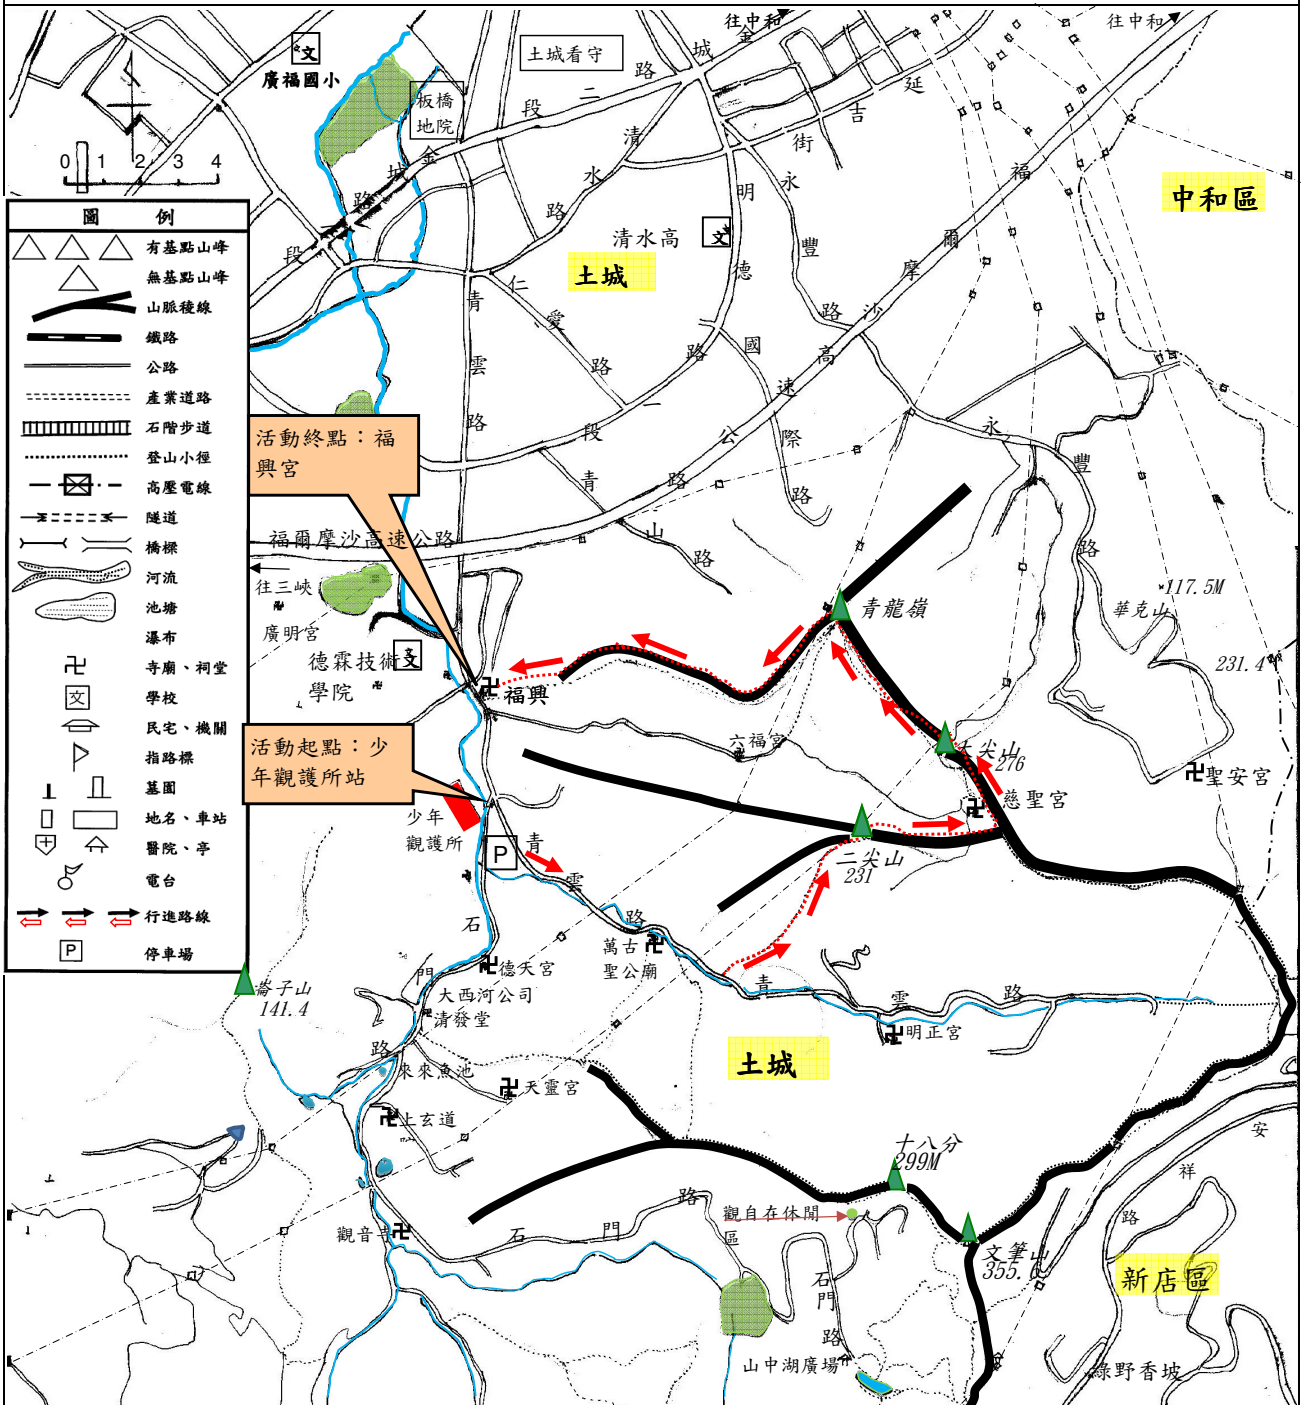 往中和
往中和
文
廣福國小
土城看守
板橋
地院
金
城
路
二
段
延
吉
街
清
水
路
金
城
路
段
0 1 2 3 4
中和區
土城
清水高
文
明
德
路
一
段
永
豐
路
福
爾
摩
沙
高
速
公
路
仁
愛
路
青
雲
路
國
際
路
青
山
路
永
豐
路
圖 例
有基點山峰
無基點山峰
山脈稜線
鐵路
公路
產業道路
石階步道
登山小徑
高壓電線
隧道
橋樑
河流
池塘
瀑布
寺廟、祠堂
文 學校
民宅、機關
指路標
墓園
地名、車站
醫院、亭
電台
行進路線
P 停車場
活動終點：福
興宮
福爾摩沙高速公路
往三峽
廣明宮
德霖技術
學院
文
福興
青龍嶺
華克山
117.5M
231.4
活動起點：少
年觀護所站
六福宮
大尖山
276
慈聖宮
聖安宮
少年
觀護所
P
二尖山
231
青
雲
路
萬古
聖公廟
青
雲
路
明正宮
石
門
路
德天宮
大西河公司
清發堂
崙子山
141.4
來來魚池
天靈宮
上玄道
土城
十八分
299M
觀音寺
石
門
路
觀自在休閒
區
文筆山
355.
安
祥
路
新店區
石
門
路
山中湖廣場
綠野香坡